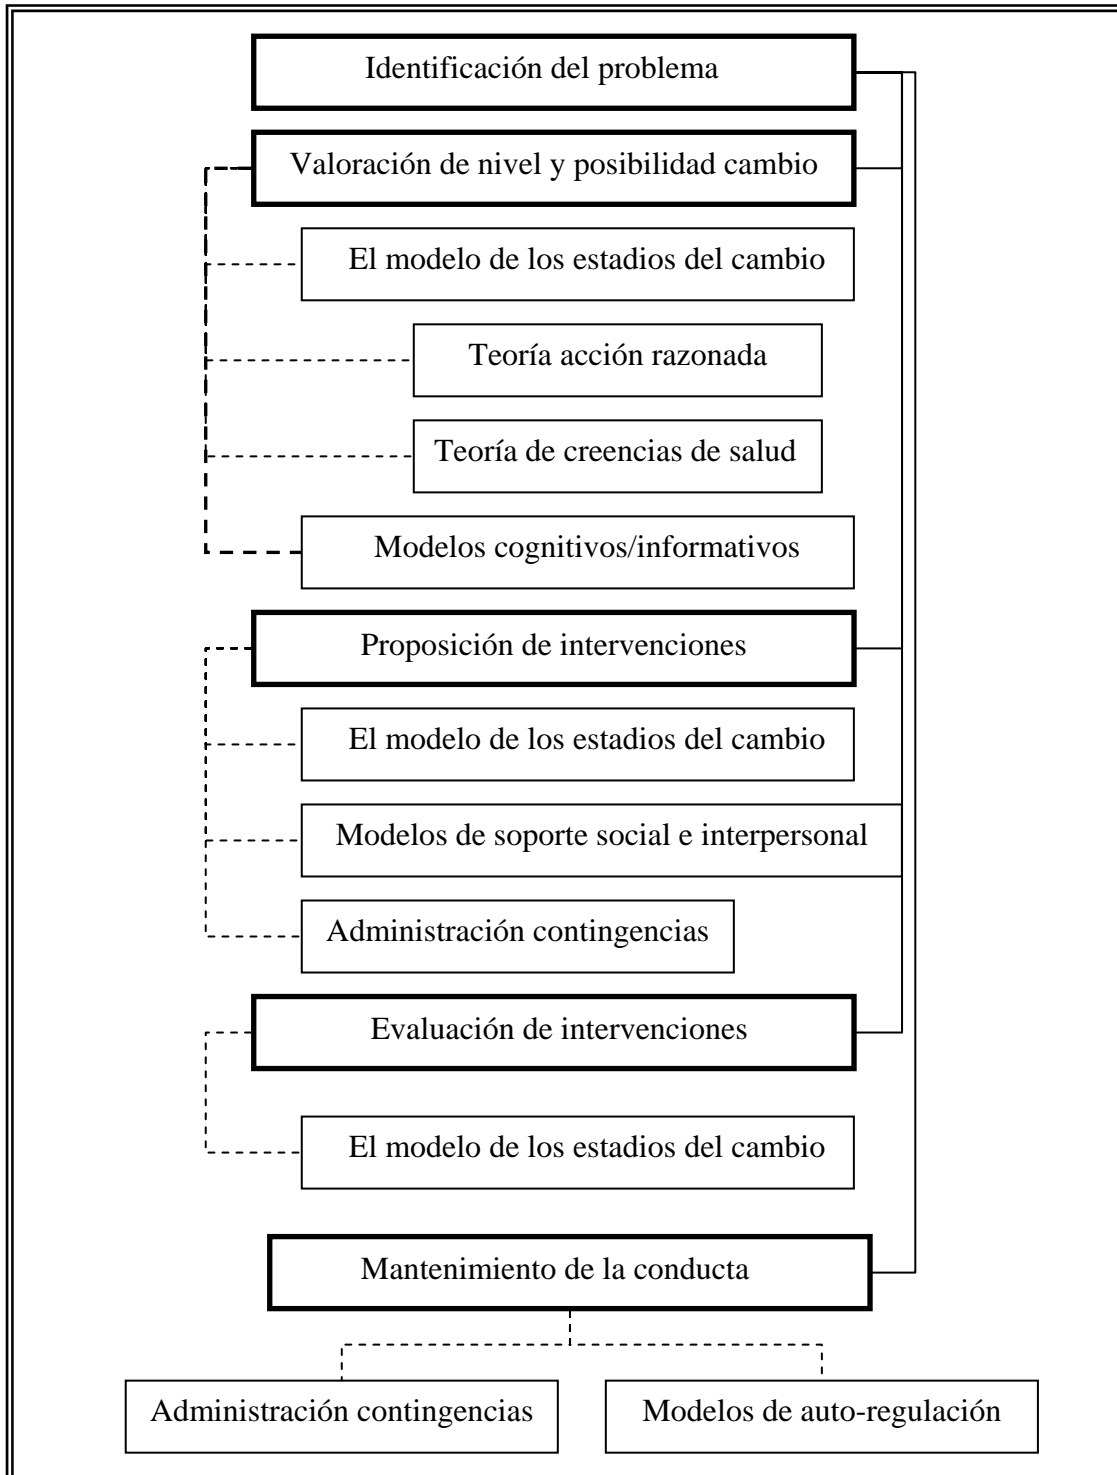 Identificación del problema
Valoración de nivel y posibilidad cambio
El modelo de los estadios del cambio
Teoría acción razonada
Teoría de creencias de salud
Modelos cognitivos/informativos
Proposición de intervenciones
El modelo de los estadios del cambio
Modelos de soporte social e interpersonal
Administración contingencias
Evaluación de intervenciones
El modelo de los estadios del cambio
Mantenimiento de la conducta
Administración contingencias
Modelos de auto-regulación